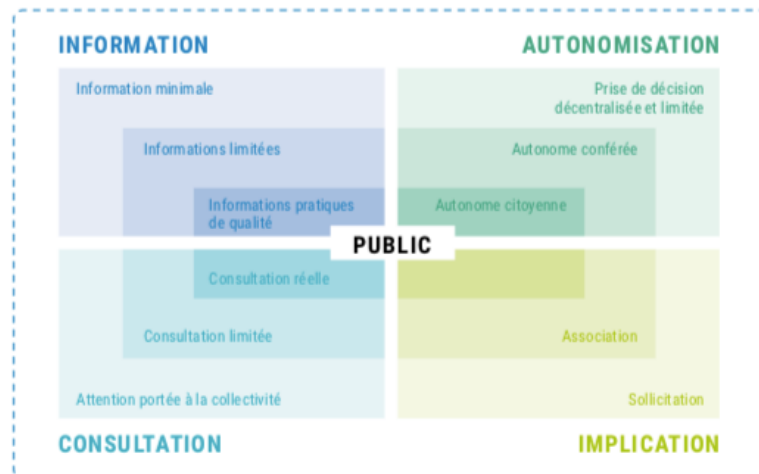 INFORMATION
AUTONOMISATION
Information minimale
Prise de décision
décentralisée et limitée
Informations limitées
Autonome conférée
Informations pratiques
de qualité
Autonome citoyenne
PUBLIC
Consultation réelle
Consultation limitée
Association
Attention portée à la collectivité
Sollicitation
CONSULTATION
IMPLICATION